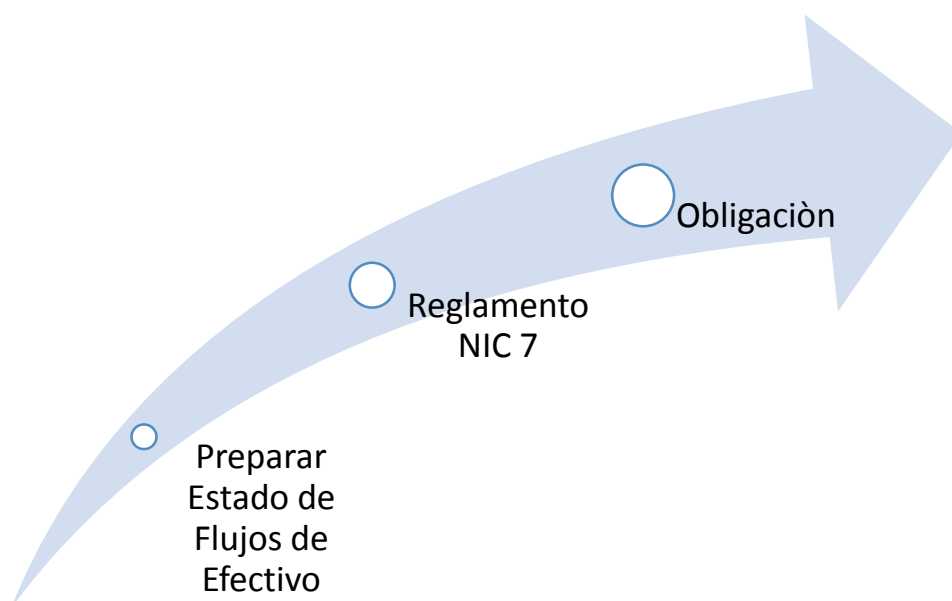 Obligaciòn
Reglamento
NIC 7
Preparar
Estado de
Flujos de
Efectivo